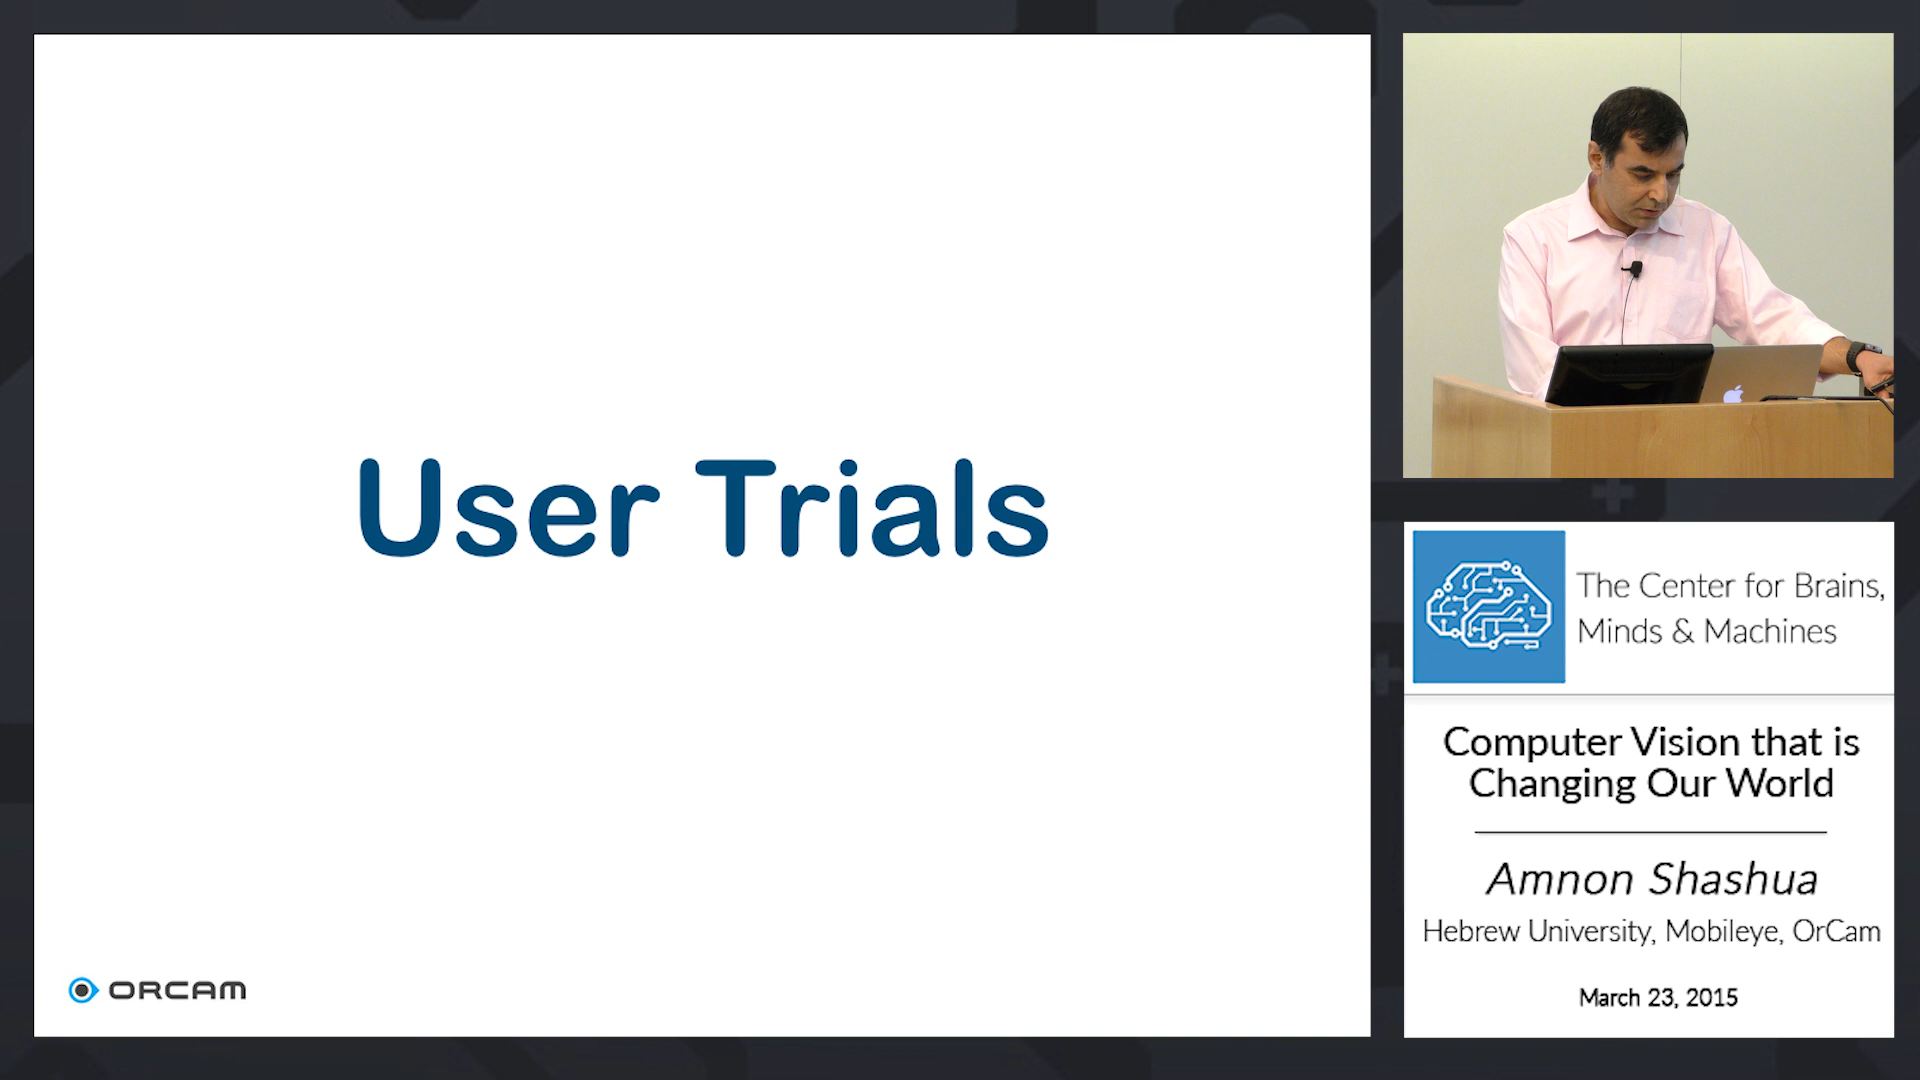 User Trials
ORCAM
The Center for Brains,
Minds & Machines
Computer Vision that is
Changing Our World
Amnon Shashua
Hebrew University, Mobileye, OrCam
March 23, 2015